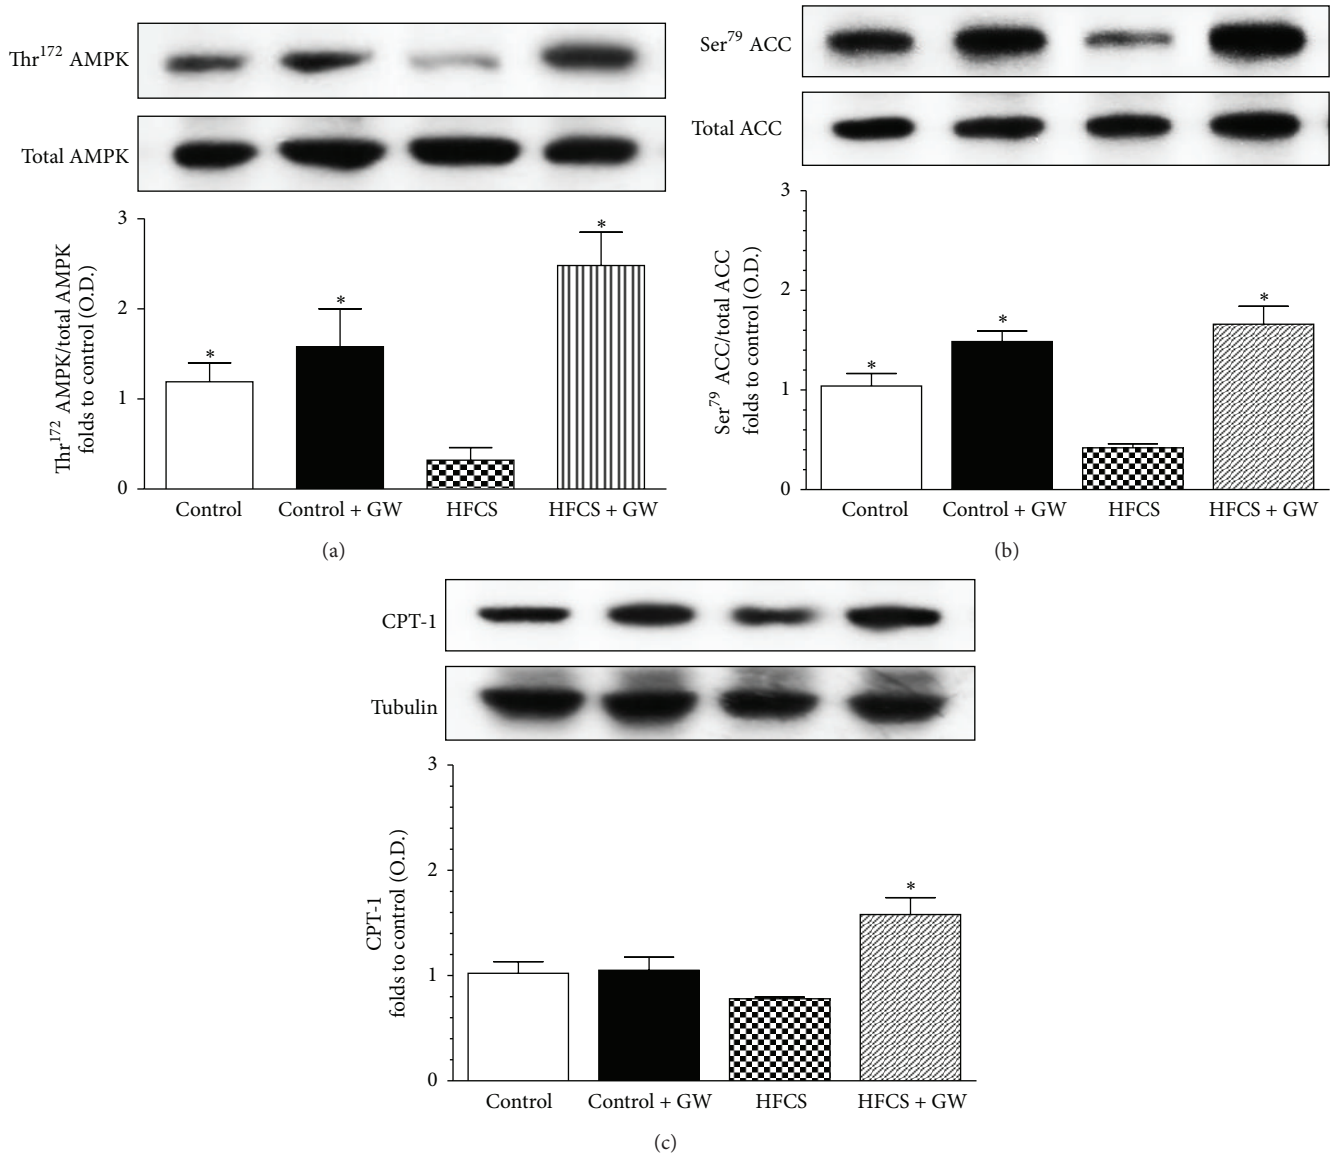 Thr172 AMPK
Total AMPK
3
2
1
0
Thr172 AMPK/total AMPK
folds to control (O.D.)
*
*
*
Control
Control + GW
HFCS
HFCS + GW
(a)
Ser79 ACC
Total ACC
3
2
1
0
Ser79 ACC/total ACC
folds to control (O.D.)
*
*
*
Control
Control + GW
HFCS
HFCS + GW
(b)
CPT-1
Tubulin
3
2
1
0
CPT-1
folds to control (O.D.)
*
Control
Control + GW
HFCS
HFCS + GW
(c)